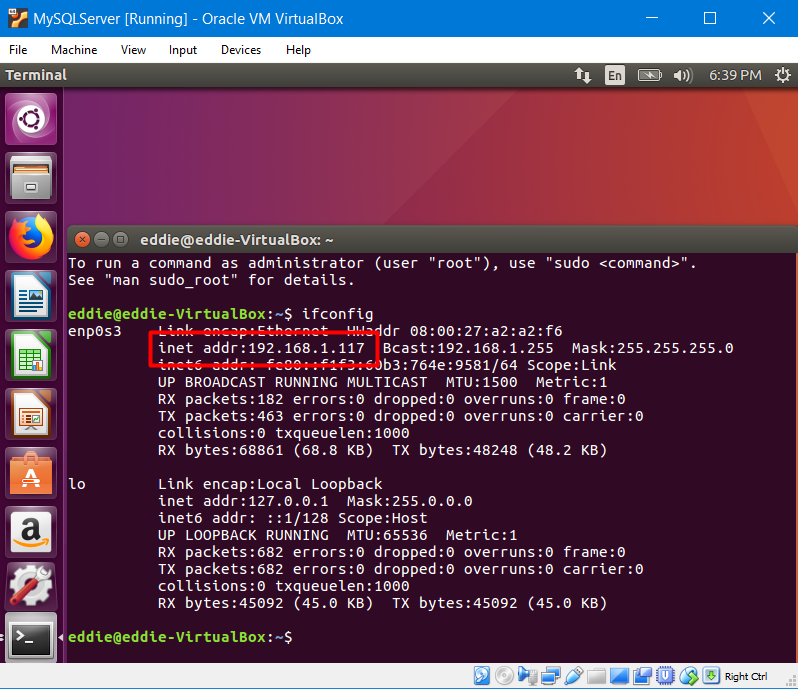 MySQLServer [Running] - Oracle VM VirtualBox
File Machine View Input Devices Help
Terminal En 6:39 PM
eddie@eddie-VirtualBox: ~
To run a command as administrator (user "root"), use "sudo <command>".
See "man sudo_root" for details.
eddie@eddie-VirtualBox:~$ ifconfig
enp0s3 Link encap:Ethernet HWaddr 08:00:27:a2:a2:f6
inet addr:192.168.1.117 Bcast:192.168.1.255 Mask:255.255.255.0
inet6 addr: fe80::f1f3:60b3:764e:9581/64 Scope:Link
UP BROADCAST RUNNING MULTICAST MTU:1500 Metric:1
RX packets:182 errors:0 dropped:0 overruns:0 frame:0
TX packets:463 errors:0 dropped:0 overruns:0 carrier:0
collisions:0 txqueuelen:1000
RX bytes:68861 (68.8 KB) TX bytes:48248 (48.2 KB)
lo Link encap:Local Loopback
inet addr:127.0.0.1 Mask:255.0.0.0
inet6 addr: ::1/128 Scope:Host
UP LOOPBACK RUNNING MTU:65536 Metric:1
RX packets:682 errors:0 dropped:0 overruns:0 frame:0
TX packets:682 errors:0 dropped:0 overruns:0 carrier:0
collisions:0 txqueuelen:1000
RX bytes:45092 (45.0 KB) TX bytes:45092 (45.0 KB)
eddie@eddie-VirtualBox:~$
Right Ctrl